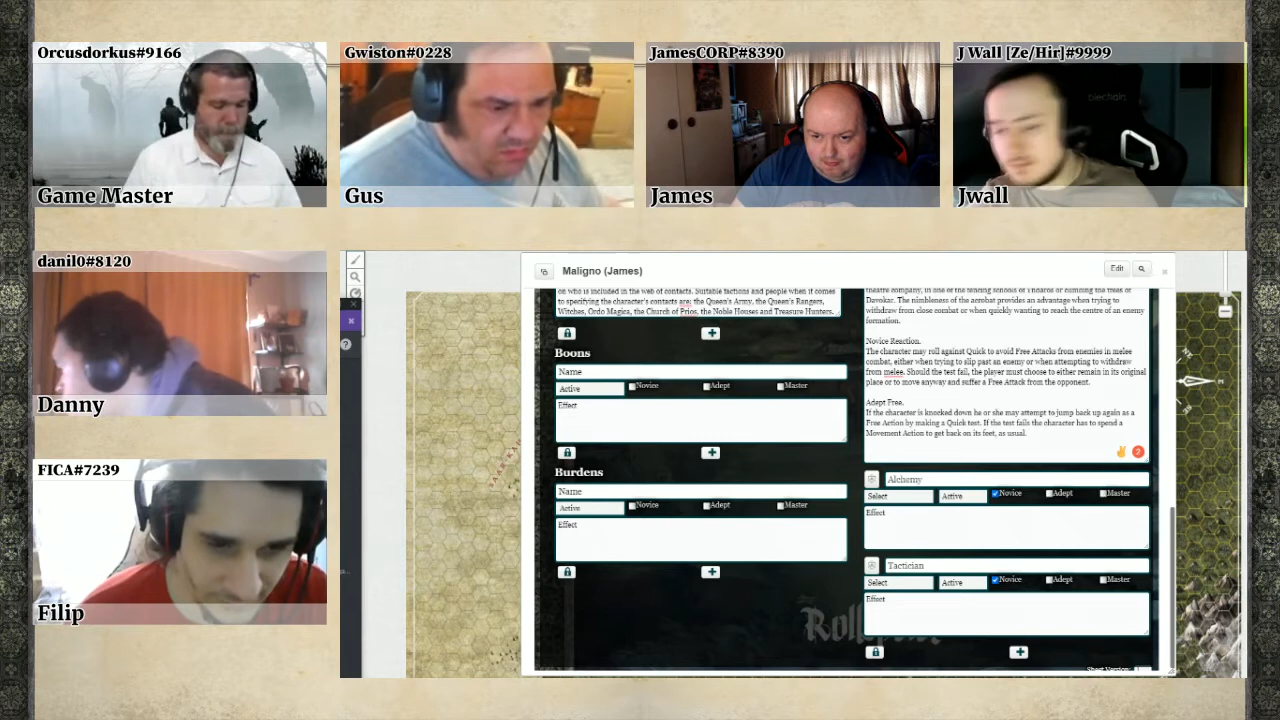 Orcusdorkus#9166
Game Master
Gwiston#0228
Gus
JamesCORP#8390
James
J Wall [Ze/Hir]#9999
Jwall
danil0#8120
Danny
FICA#7239
Filip
Maligno (James)
Edit
on who is included in the web of contacts. Suitable factions and people when it comes
to specifying the character's contacts are; the Queen's Army, the Queen's Rangers,
Witches, Ordo Magica, the Church of Prios, the Noble Houses and Treasure Hunters.
Boons
Name
Active Novice Adept Master
Effect
Burdens
Name
Active Novice Adept Master
Effect
theatre company, in one of the fencing schools of Yndaros or climbing the trees of
Davokar. The nimbleness of the acrobat provides an advantage when trying to
withdraw from close combat or when quickly wanting to reach the centre of an enemy
formation.
Novice Reaction.
The character may roll against Quick to avoid Free Attacks from enemies in melee
combat, either when trying to slip past an enemy or when attempting to withdraw
from melee. Should the test fail, the player must choose to either remain in its original
place or to move anyway and suffer a Free Attack from the opponent.
Adept Free.
If the character is knocked down he or she may attempt to jump back up again as a
Free Action by making a Quick test. If the test fails the character has to spend a
Movement Action to get back on its feet, as usual.
2
Alchemy
Select Active Novice Adept Master
Effect
Tactician
Select Active Novice Adept Master
Effect
Sheet Version: